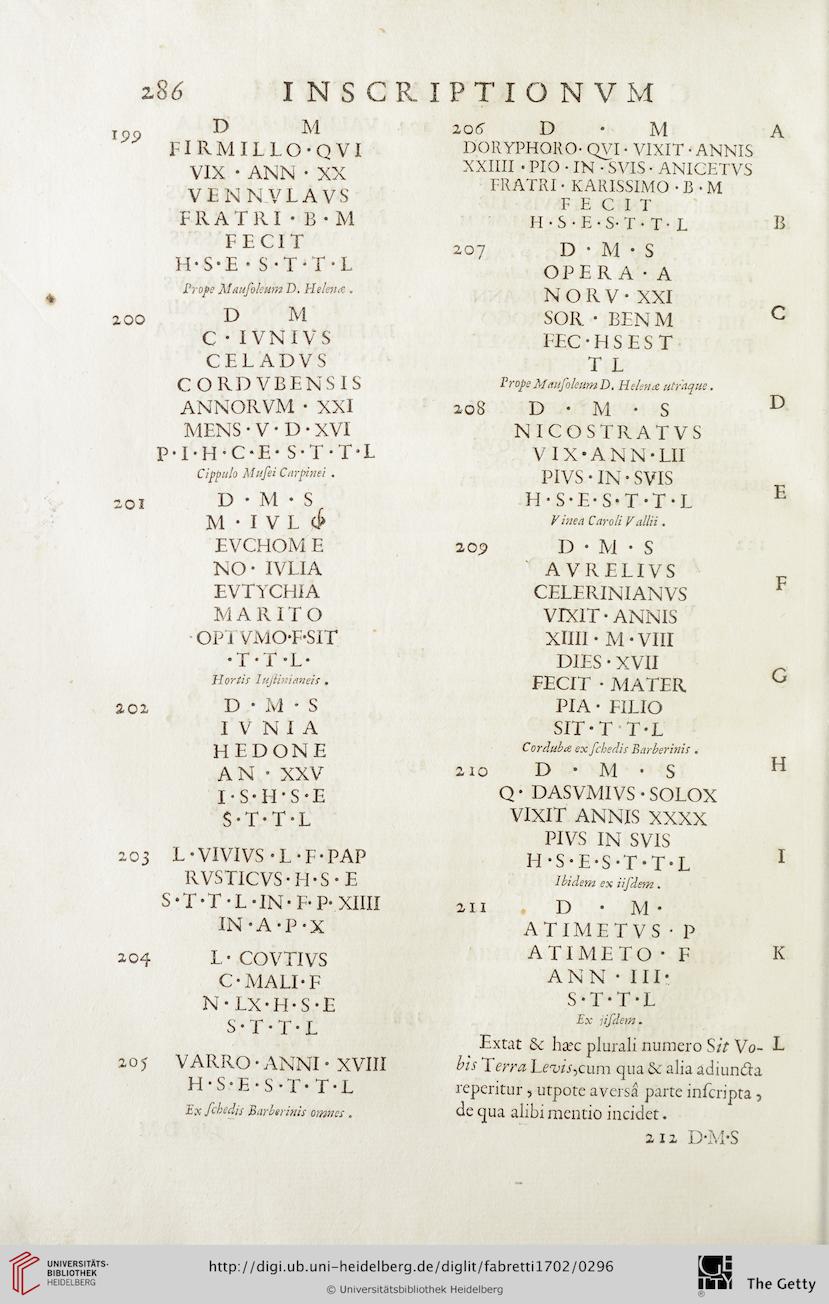 286 INSCRIPTIONVM
199 D M
FIRMILLO·QVI
VIX · ANN · XX
VENNVLAVS
FRATRI · B · M
FECIT
H·S·E · S·T·T·L
Prope Mauſoleum D. Helenæ .
200 D M
C · IVNIVS
CELADVS
CORDVBENSIS
ANNORVM · XXI
MENS · V · D · XVI
P·I·H·C·E· S·T·T·L
Cippulo Muſei Carpinei .
201 D · M · S
M · IVL
EVCHOM E
NO · IVLIA
EVTYCHIA
MARITO
·OPTVMO·F·SIT
·T·T·L·
Hortis Iuſtinianeis .
202 D · M · S
IVNIA
HEDONE
AN · XXV
I·S·H·S·E
S·T·T·L
203 L·VIVIVS·L·F·PAP
RVSTICVS·H·S·E
S·T·T·L·IN·F·P·XIIII
IN·A·P·X
204 L· COVTIVS
C·MALI·F
N·LX·H·S·E
S·T·T·L
205 VARRO·ANNI·XVIII
H·S·E·S·T·T·L
Ex ſchedis Barberinis omnes .
206 D · M A
DORYPHORO· QVI · VIXIT · ANNIS
XXIIII · PIO · IN · SVIS · ANICETVS
FRATRI · KARISSIMO · B · M
FECIT
H·S·E·S·T·T·L B
207 D · M · S
OPERA · A
NORV · XXI
SOR · BENM C
FEC·HSEST
TL
Prope Mauſoleum D. Helenæ utraque .
208 D · M · S D
NICOSTRATVS
VIX·ANN·LII
PIVS·IN·SVIS
H·S·E·S·T·T·L E
Vinea Caroli Vallii .
209 D · M · S
AVRELIVS
CELERINIANVS F
VIXIT·ANNIS
XIIII · M · VIII
DIES · XVII
FECIT · MATER G
PIA · FILIO
SIT · T · T · L
Cordubæ ex ſchedis Barberinis .
210 D · M · S H
Q· DASVMIVS · SOLOX
VIXIT ANNIS XXXX
PIVS IN SVIS
H·S·E·S·T·T·L I
Ibidem ex iiſdem .
211 D · M ·
ATIMETVS · P
ATIMETO · F K
ANN · III·
S·T·T·L
Ex iiſdem .
Extat & hæc plurali numero Sit Vo- L
bis Terra Levis,cum qua & alia adiuncta
reperitur , utpote aversâ parte inſcripta ,
de qua alibi mentio incidet .
212 D·M·S
UNIVERSITÄTS-
BIBLIOTHEK
HEIDELBERG
http://digi.ub.uni-heidelberg.de/diglit/fabretti1702/0296
© Universitätsbibliothek Heidelberg
The Getty